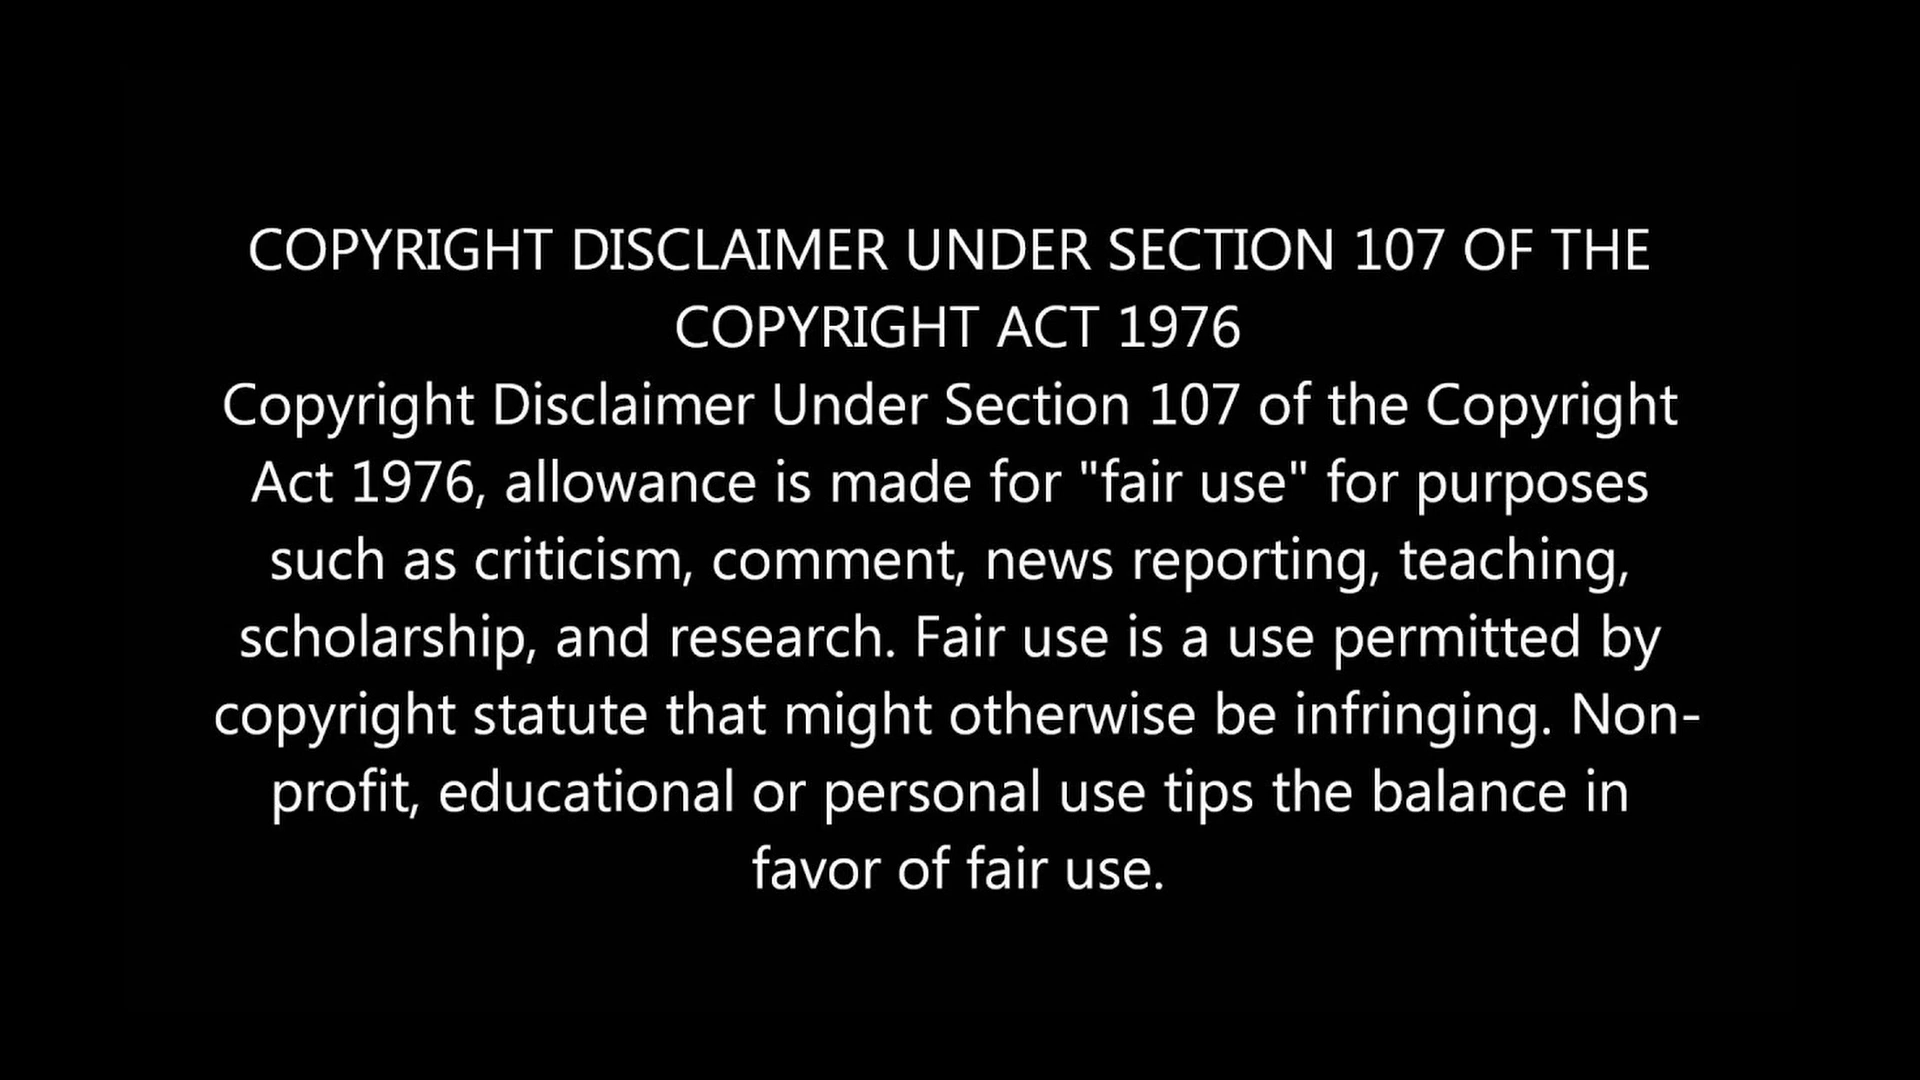 COPYRIGHT DISCLAIMER UNDER SECTION 107 OF THE
COPYRIGHT ACT 1976
Copyright Disclaimer Under Section 107 of the Copyright
Act 1976, allowance is made for "fair use" for purposes
such as criticism, comment, news reporting, teaching,
scholarship, and research. Fair use is a use permitted by
copyright statute that might otherwise be infringing. Non-
profit, educational or personal use tips the balance in
favor of fair use.